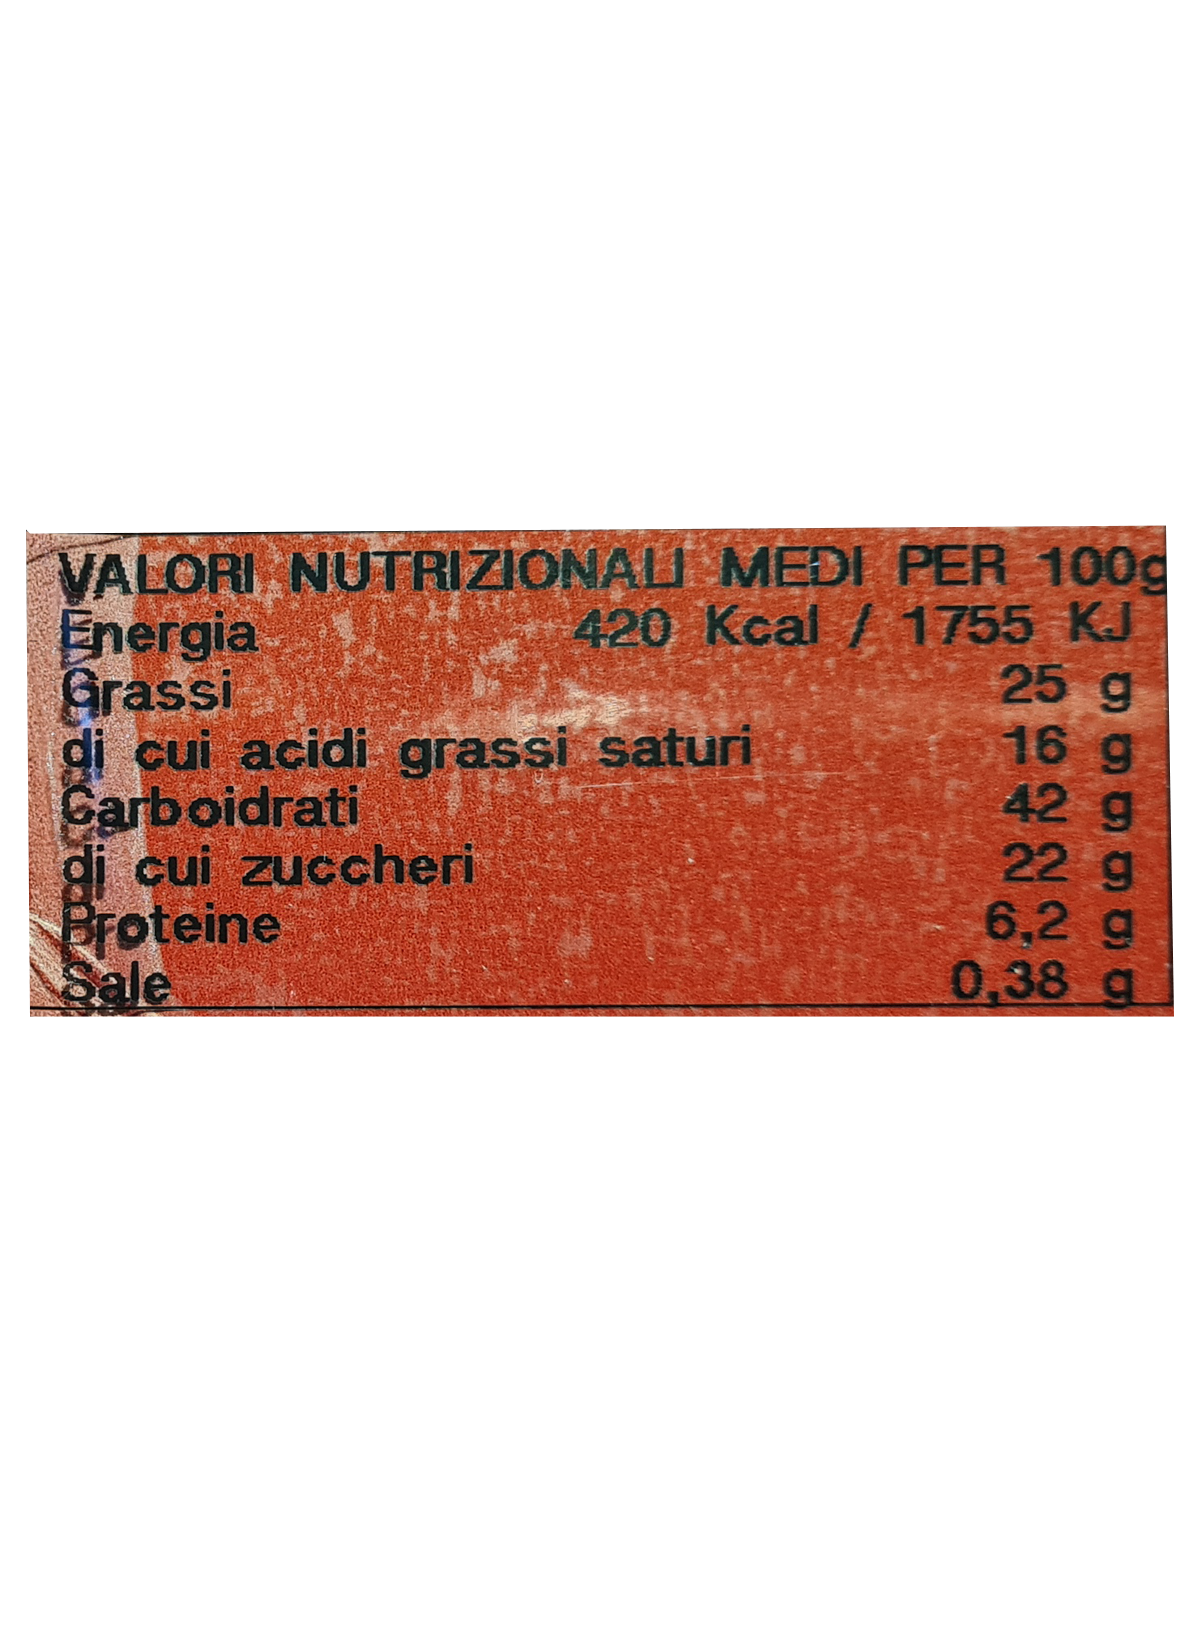 VALORI NUTRIZIONALI MEDI PER 100g
Energia 420 Kcal / 1755 KJ
Grassi 25 g
di cui acidi grassi saturi 16 g
Carboidrati 42 g
di cui zuccheri 22 g
Proteine 6,2 g
Sale 0,38 g